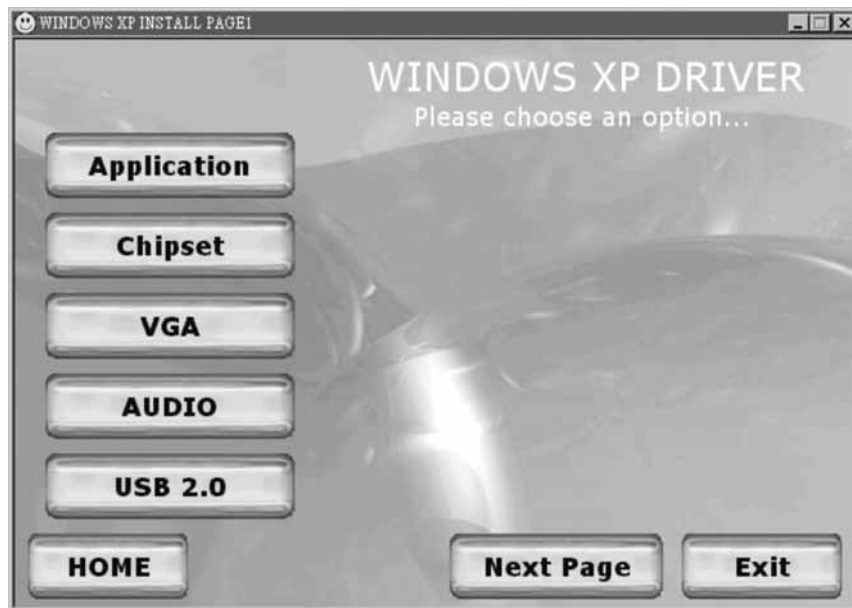 WINDOWS XP INSTALL PAGE1
WINDOWS XP DRIVER
Please choose an option...
Application
Chipset
VGA
AUDIO
USB 2.0
HOME
Next Page
Exit